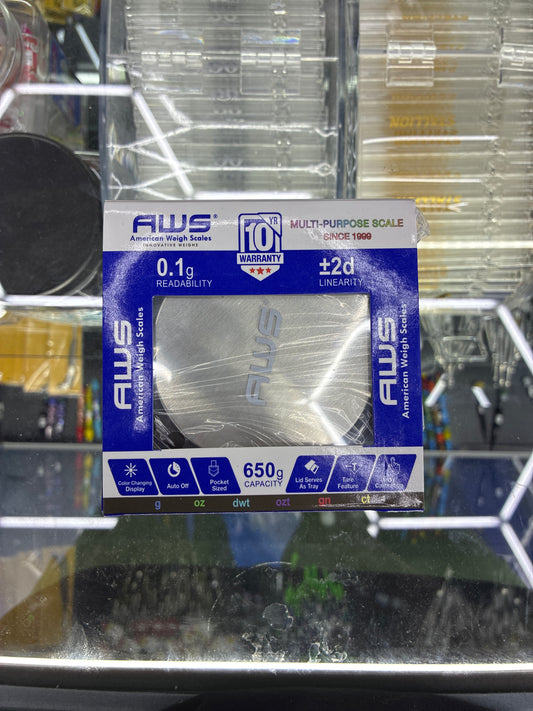 AWS®
American Weigh Scales
INNOVATIVE WEIGHS
10 YR
WARRANTY
MULTI-PURPOSE SCALE
SINCE 1999
0.1g
READABILITY
±2d
LINEARITY
AWS
American Weigh Scales
AWS
AWS
American Weigh Scales
Color Changing
Display
Auto Off
Pocket
Sized
650g
CAPACITY
Lid Serves
As Tray
Tare
Feature
g oz dwt ozt gn ct